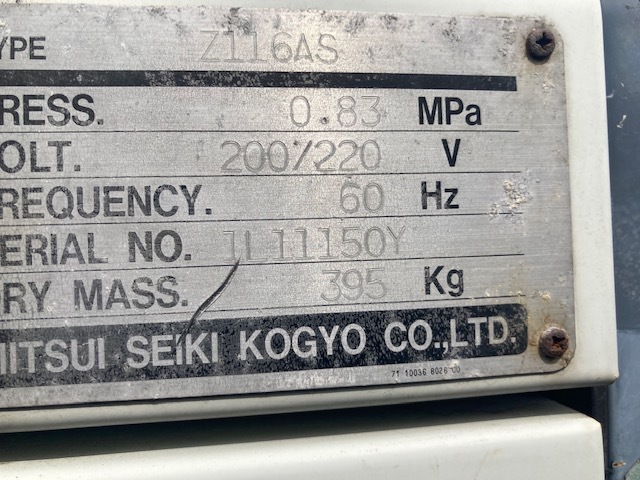 YPE Z116AS
RESS. 0.83 MPa
OLT. 200/220 V
REQUENCY. 60 Hz
ERIAL NO. 1L11150Y
RY MASS. 395 Kg
MITSUI SEIKI KOGYO CO.,LTD.
71 10036 8026 00